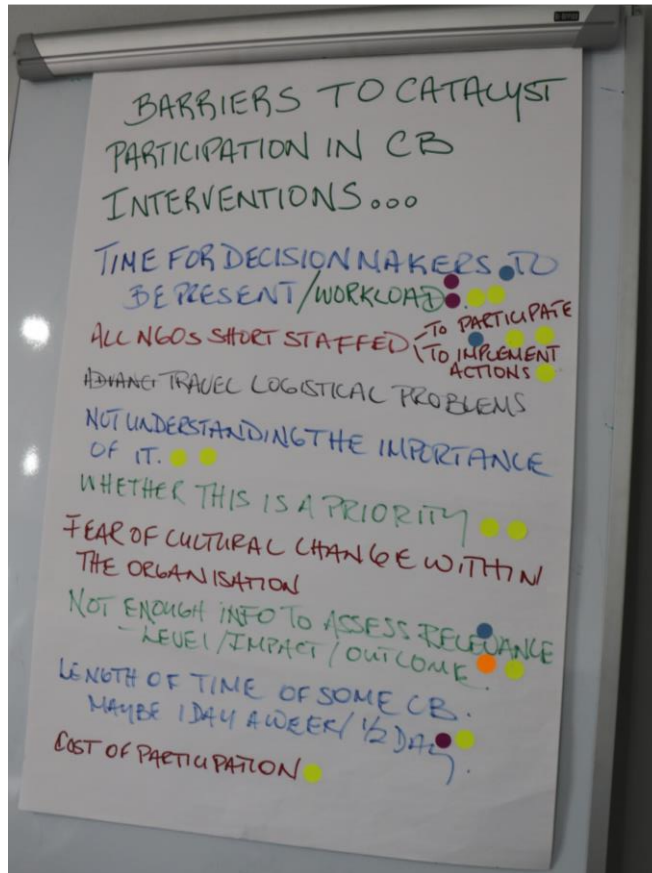 BARRIERS TO CATALYST
PARTICIPATION IN CB
INTERVENTIONS...
TIME FOR DECISION MAKERS TO
BE PRESENT/WORKLOAD.
ALL NGOS SHORT STAFFED
TO PARTICIPATE
TO IMPLEMENT
ACTIONS
TRAVEL LOGISTICAL PROBLEMS
NOT UNDERSTANDING THE IMPORTANCE
OF IT.
WHETHER THIS IS A PRIORITY
FEAR OF CULTURAL CHANGE WITHIN
THE ORGANISATION
NOT ENOUGH INFO TO ASSESS RELEVANCE
- LEVEL/IMPACT/OUTCOME.
LENGTH OF TIME OF SOME CB.
MAYBE 1 DAY A WEEK/ 1/2 DAY.
COST OF PARTICIPATION